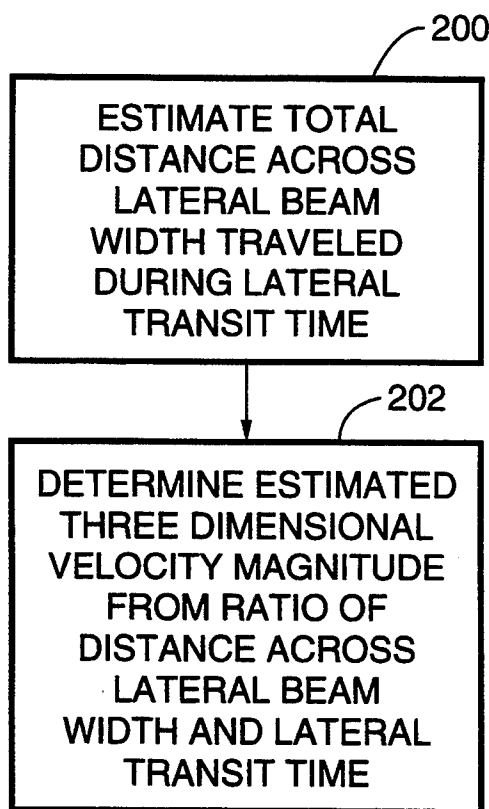 200
ESTIMATE TOTAL
DISTANCE ACROSS
LATERAL BEAM
WIDTH TRAVELED
DURING LATERAL
TRANSIT TIME
202
DETERMINE ESTIMATED
THREE DIMENSIONAL
VELOCITY MAGNITUDE
FROM RATIO OF
DISTANCE ACROSS
LATERAL BEAM
WIDTH AND LATERAL
TRANSIT TIME